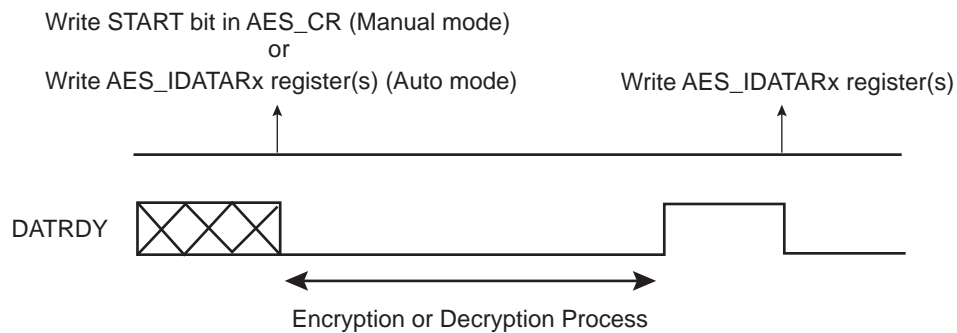 Write START bit in AES_CR (Manual mode)
or
Write AES_IDATARx register(s) (Auto mode)
Write AES_IDATARx register(s)
DATRDY
Encryption or Decryption Process